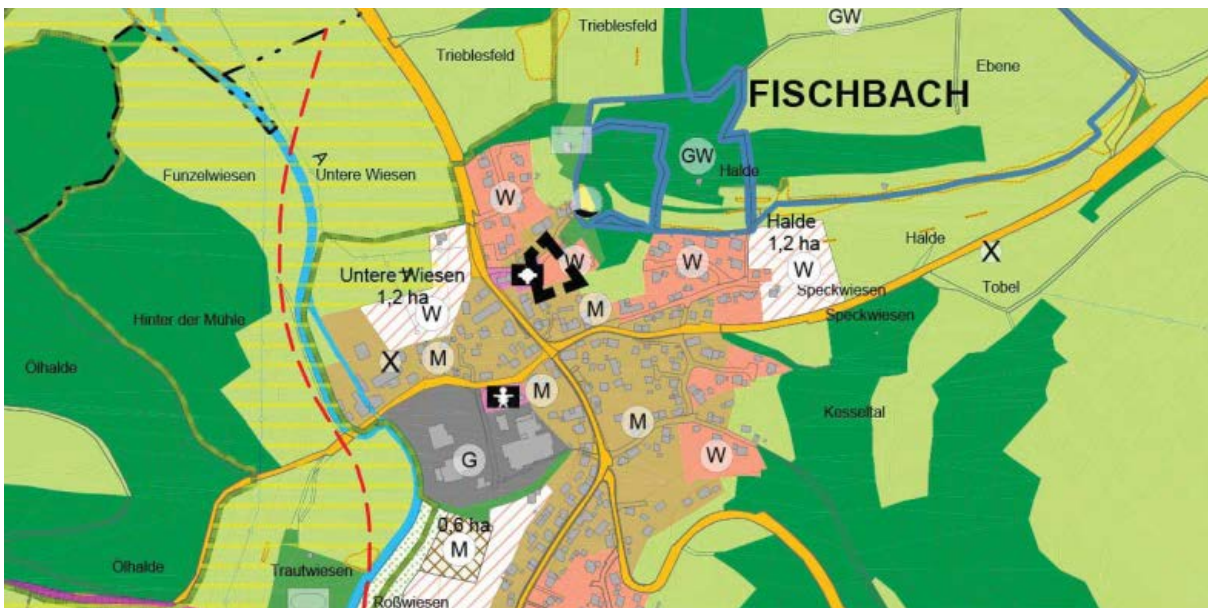 Trieblesfeld
GW
Trieblesfeld
Ebene
FISCHBACH
Funzelwiesen
A
Untere Wiesen
GW
Halde
W
Halde
1,2 ha
Halde
X
W
W
W
Untere Wiesen
A
1,2 ha
Speckwiesen
Tobel
W
M
Speckwiesen
Hinter der Mühle
Ölhalde
X
M
M
M
Kesseltal
G
W
0,6 ha
M
Ölhalde
Trautwiesen
Roßwiesen